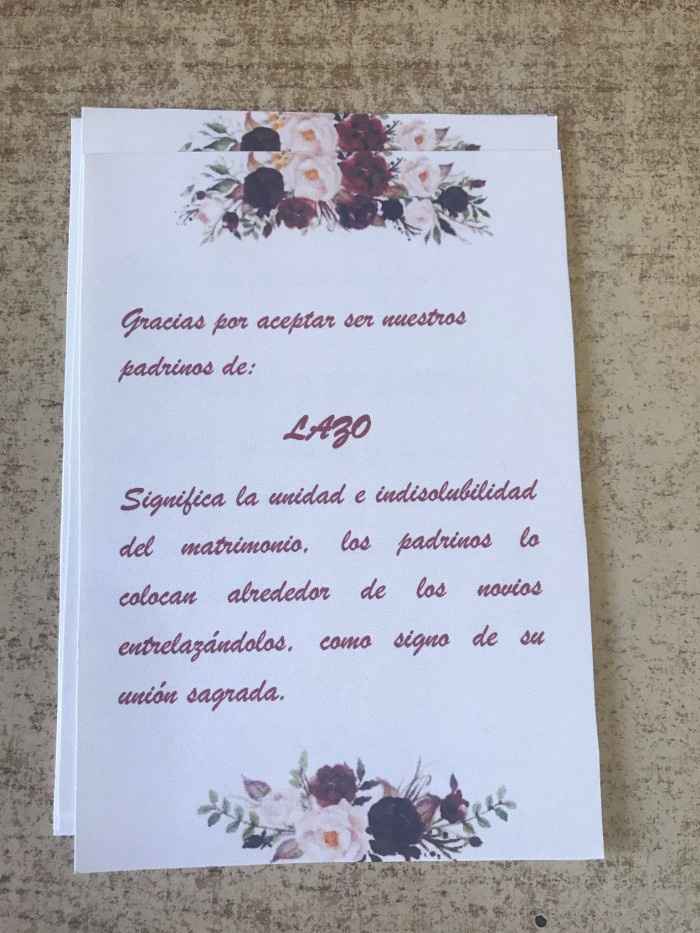 Gracias por aceptar ser nuestros
padrinos de:
LAZO
Significa la unidad e indisolubilidad
del matrimonio, los padrinos lo
colocan alrededor de los novios
entrelazándolos, como signo de su
unión sagrada.